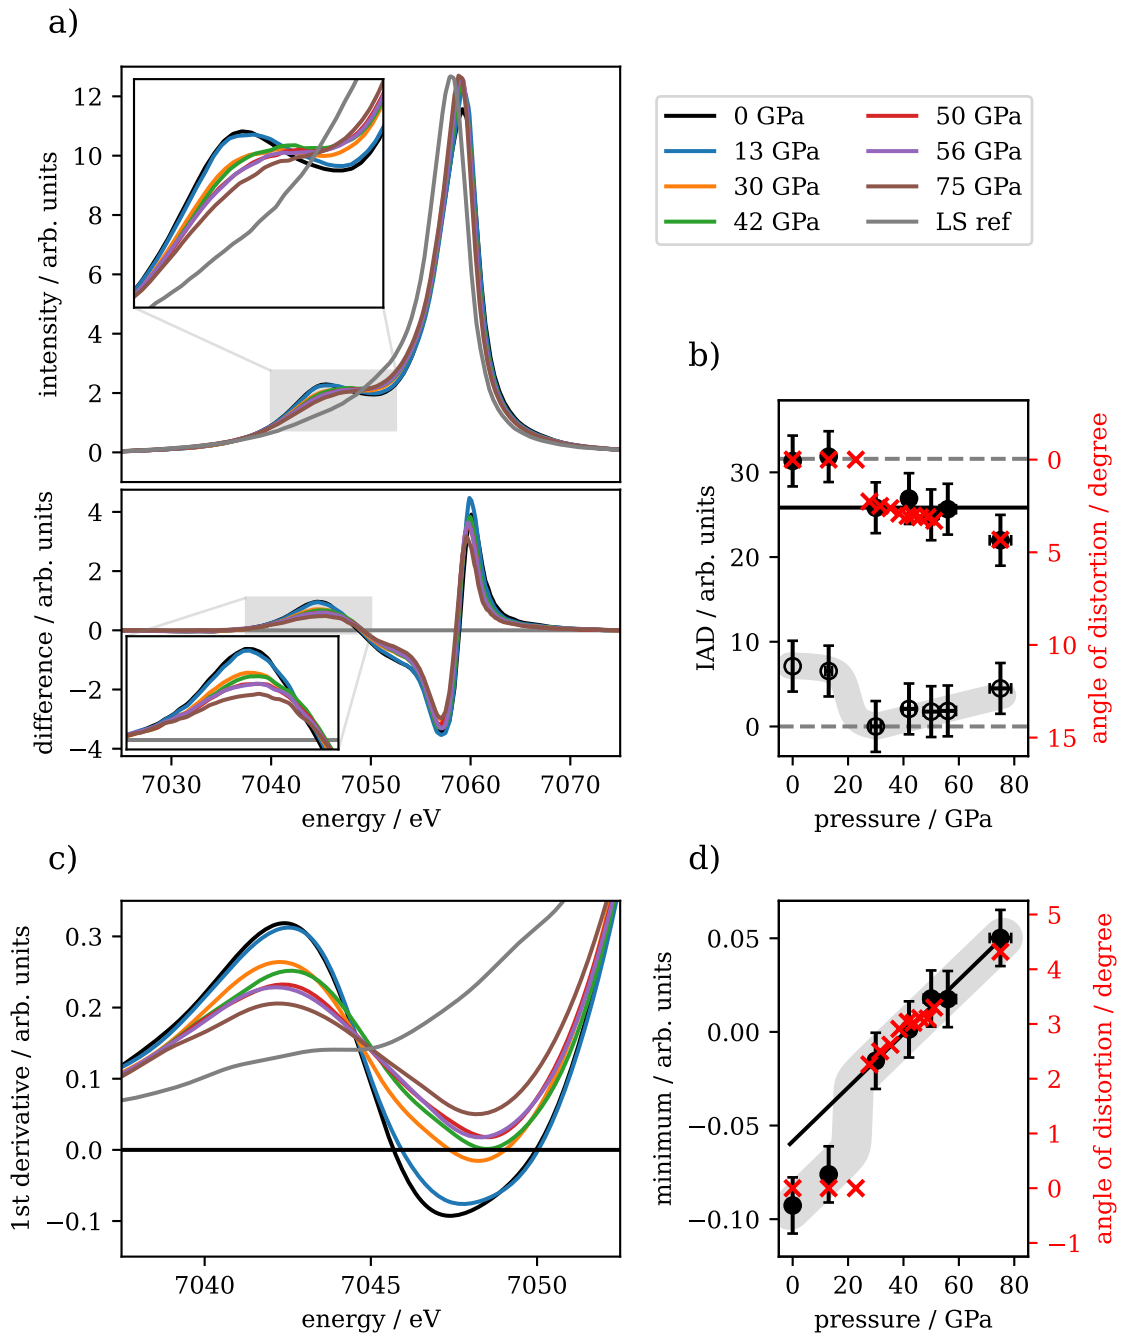 a)
12
10
8
6
4
2
0
intensity / arb. units
0 GPa
13 GPa
30 GPa
42 GPa
50 GPa
56 GPa
75 GPa
LS ref
4
2
0
−2
−4
difference / arb. units
7030
7040
7050
7060
7070
energy / eV
b)
30
20
10
0
IAD / arb. units
0
5
10
15
angle of distortion / degree
0
20
40
60
80
pressure / GPa
c)
0.3
0.2
0.1
0.0
−0.1
1st derivative / arb. units
7040
7045
7050
energy / eV
d)
0.05
0.00
−0.05
−0.10
minimum / arb. units
5
4
3
2
1
0
−1
angle of distortion / degree
0
20
40
60
80
pressure / GPa